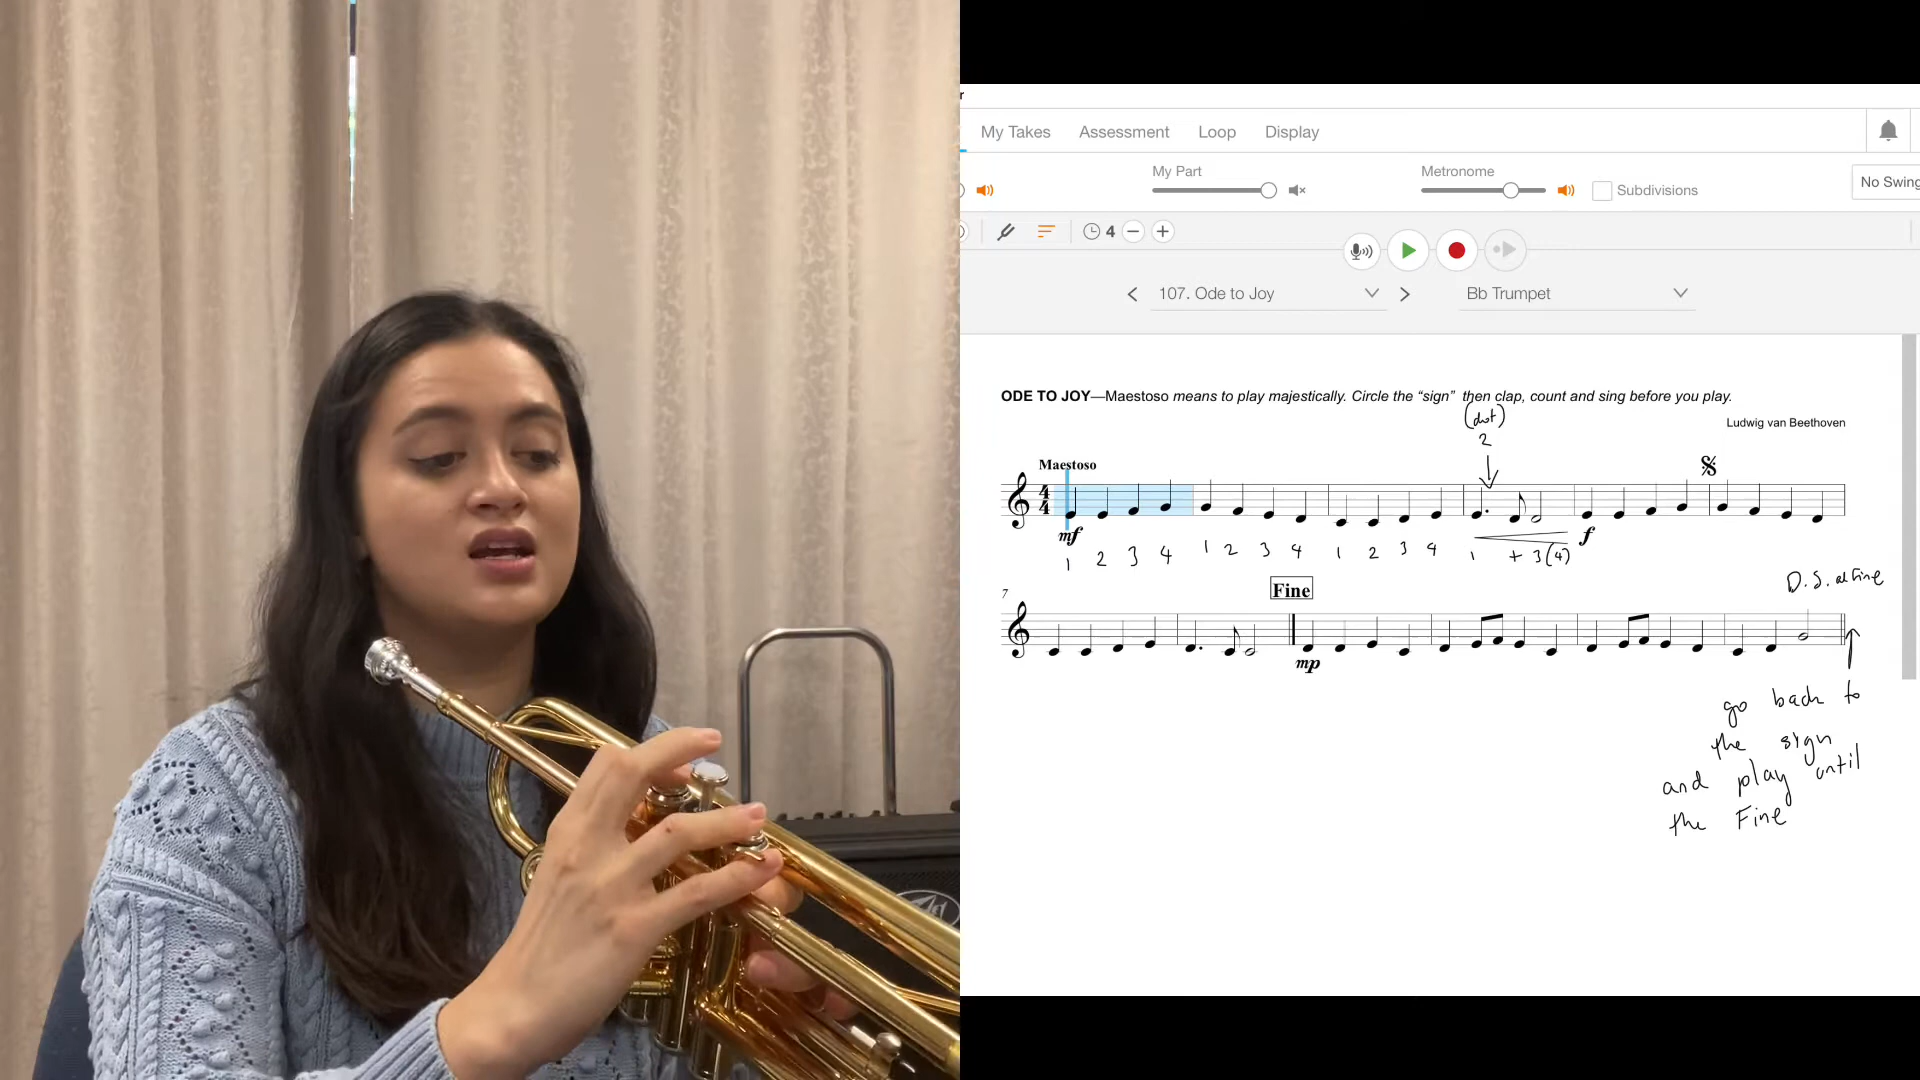 r
My Takes Assessment Loop Display
My Part Metronome
Subdivisions No Swing
4
107. Ode to Joy Bb Trumpet
ODE TO JOY—Maestoso means to play majestically. Circle the “sign” then clap, count and sing before you play.
(dot)
Ludwig van Beethoven
2
Maestoso
4
4
mf f
1 2 3 4 1 2 3 4 1 2 3 4 1 + 3 (4)
D.S. al Fine
7 Fine
mp
go back to
the sign
and play until
the Fine